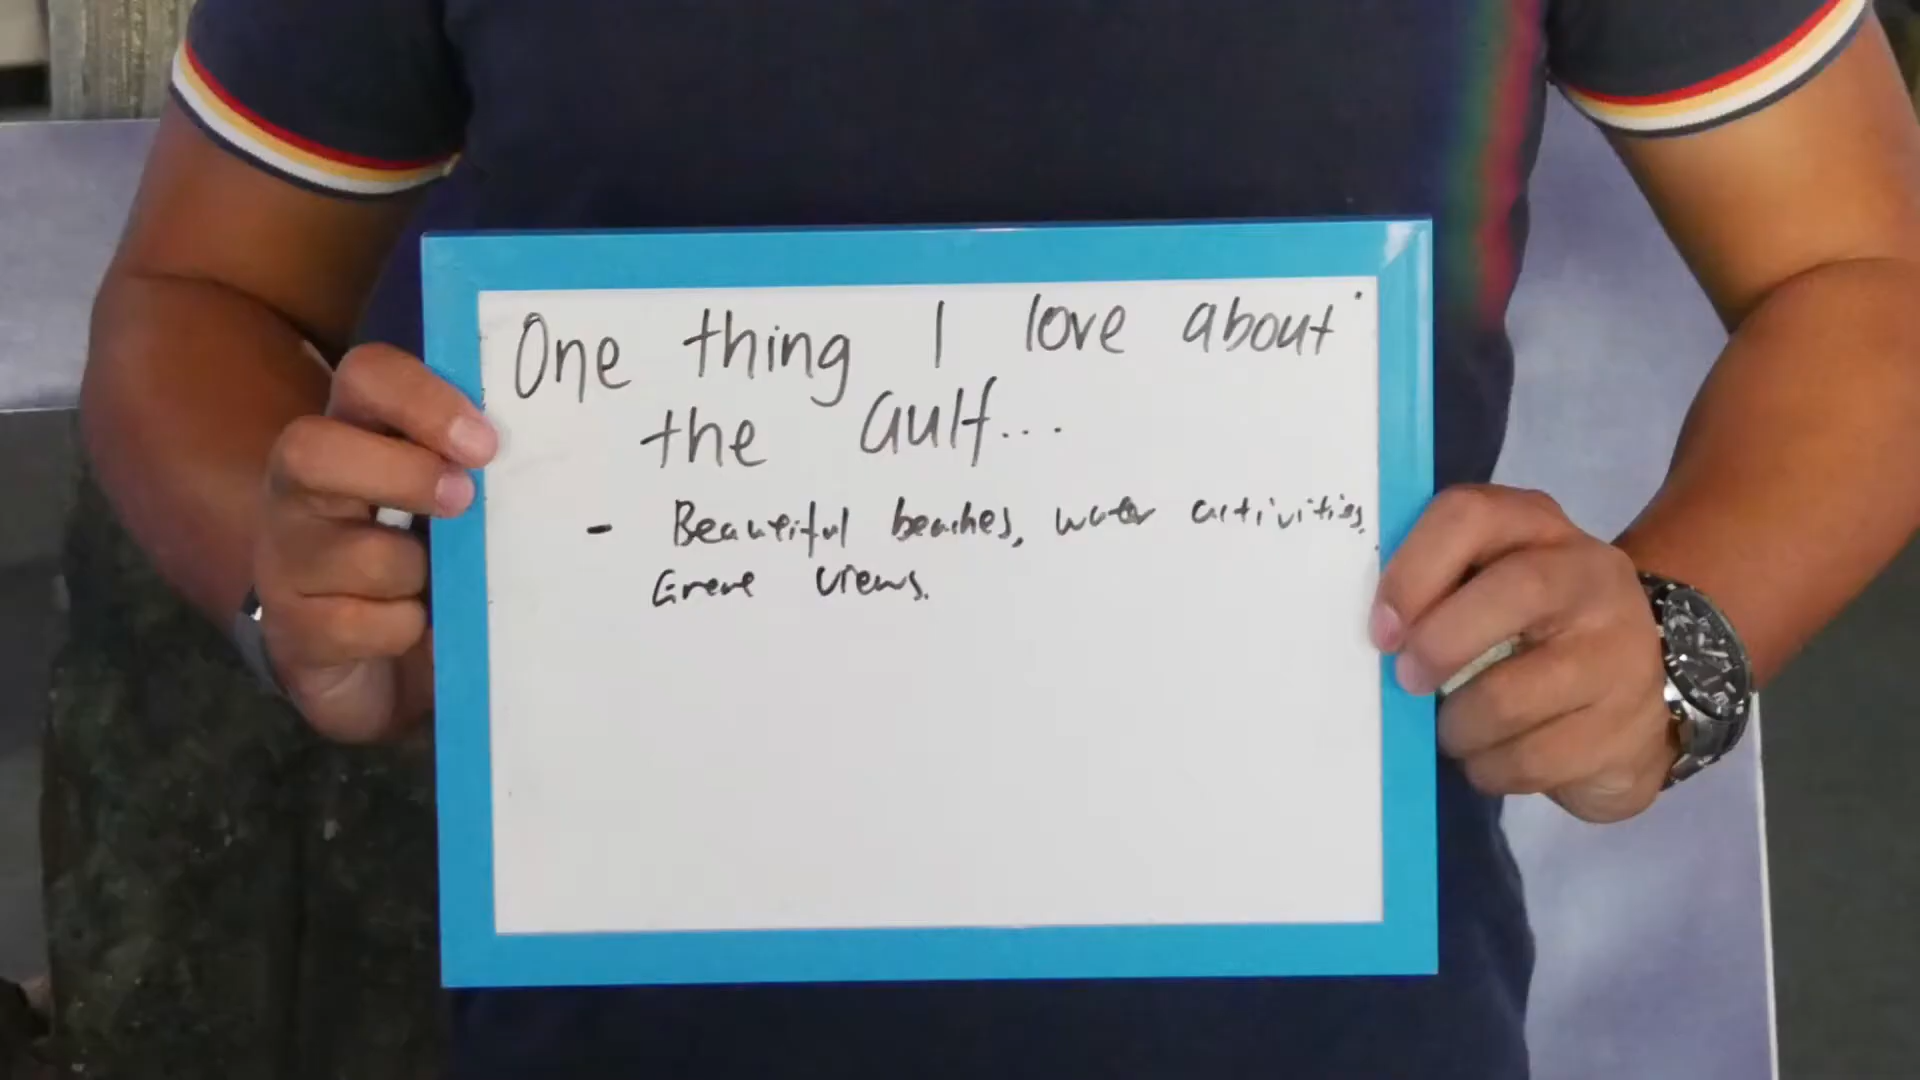 One thing I love about
the Gulf...
- Beautiful beaches, water activities.
Great views.